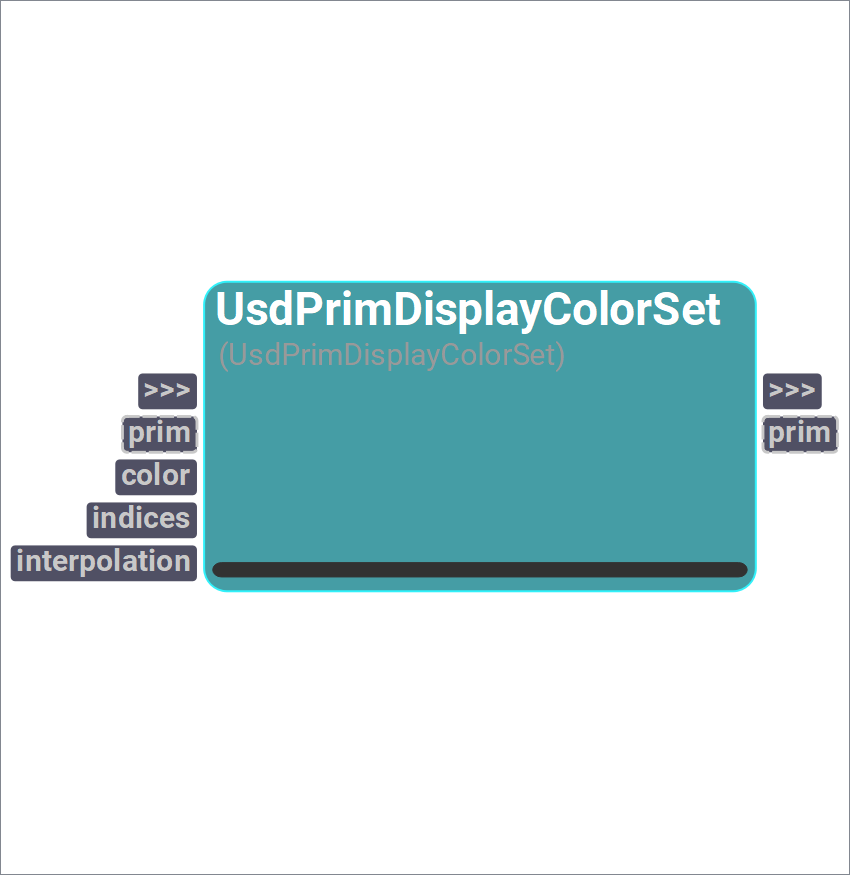 UsdPrimDisplayColorSet
(UsdPrimDisplayColorSet)
>>> >>>
prim prim
color
indices
interpolation